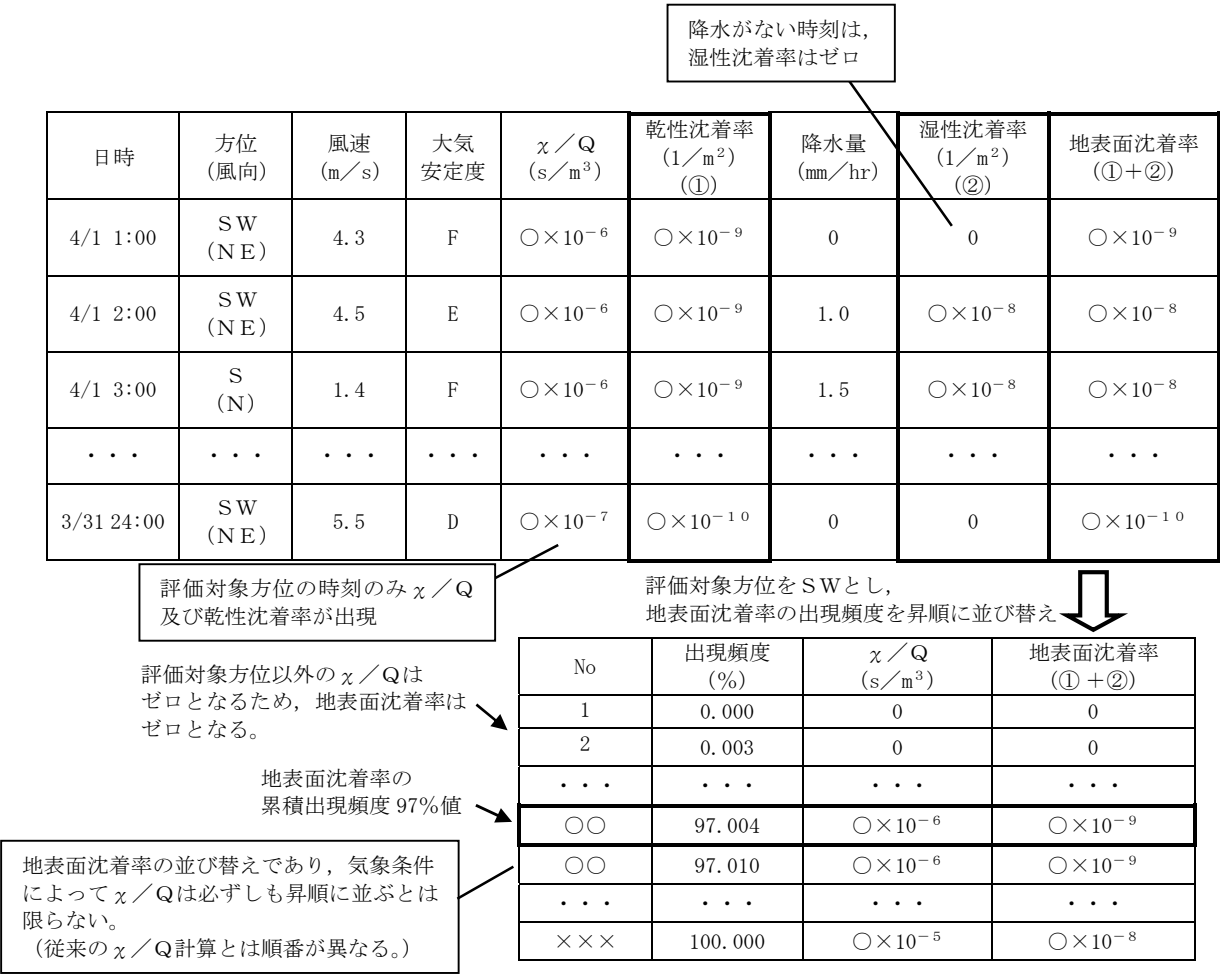 降水がない時刻は，
湿性沈着率はゼロ
日時 方位 (風向) 風速 (m／s) 大気 安定度 χ／Q (s／m³) 乾性沈着率 (1／m²) (①) 降水量 (mm／hr) 湿性沈着率 (1／m²) (②) 地表面沈着率 (①＋②)
4/1 1:00 ＳＷ (ＮＥ) 4.3 F ○×10⁻⁶ ○×10⁻⁹ 0 0 ○×10⁻⁹
4/1 2:00 ＳＷ (ＮＥ) 4.5 E ○×10⁻⁶ ○×10⁻⁹ 1.0 ○×10⁻⁸ ○×10⁻⁸
4/1 3:00 Ｓ (Ｎ) 1.4 F ○×10⁻⁶ ○×10⁻⁹ 1.5 ○×10⁻⁸ ○×10⁻⁸
・・・ ・・・ ・・・ ・・・ ・・・ ・・・ ・・・ ・・・ ・・・
3/31 24:00 ＳＷ (ＮＥ) 5.5 D ○×10⁻⁷ ○×10⁻¹⁰ 0 0 ○×10⁻¹⁰
評価対象方位の時刻のみχ／Q
及び乾性沈着率が出現
評価対象方位をＳＷとし，
地表面沈着率の出現頻度を昇順に並び替え
評価対象方位以外のχ／Qは
ゼロとなるため，地表面沈着率は
ゼロとなる。
地表面沈着率の
累積出現頻度 97%値
地表面沈着率の並び替えであり，気象条件
によってχ／Qは必ずしも昇順に並ぶとは
限らない。
（従来のχ／Q計算とは順番が異なる。）
No 出現頻度 (%) χ／Q (s／m³) 地表面沈着率 (①＋②)
1 0.000 0 0
2 0.003 0 0
・・・ ・・・ ・・・ ・・・
○○ 97.004 ○×10⁻⁶ ○×10⁻⁹
○○ 97.010 ○×10⁻⁶ ○×10⁻⁹
・・・ ・・・ ・・・ ・・・
××× 100.000 ○×10⁻⁵ ○×10⁻⁸